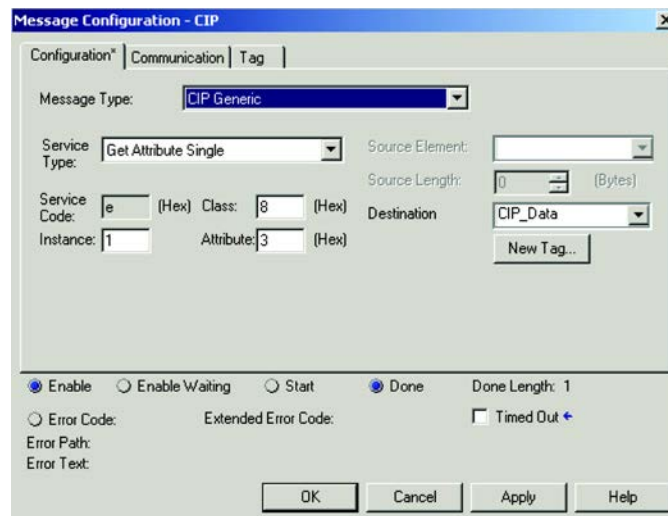 Message Configuration - CIP
Configuration* Communication Tag
Message Type: CIP Generic
Service Type: Get Attribute Single
Source Element:
Source Length: 0 (Bytes)
Service Code: e (Hex) Class: 8 (Hex)
Destination CIP_Data
Instance: 1 Attribute: 3 (Hex)
New Tag...
Enable Enable Waiting Start Done Done Length: 1
Error Code: Extended Error Code: Timed Out
Error Path:
Error Text:
OK Cancel Apply Help